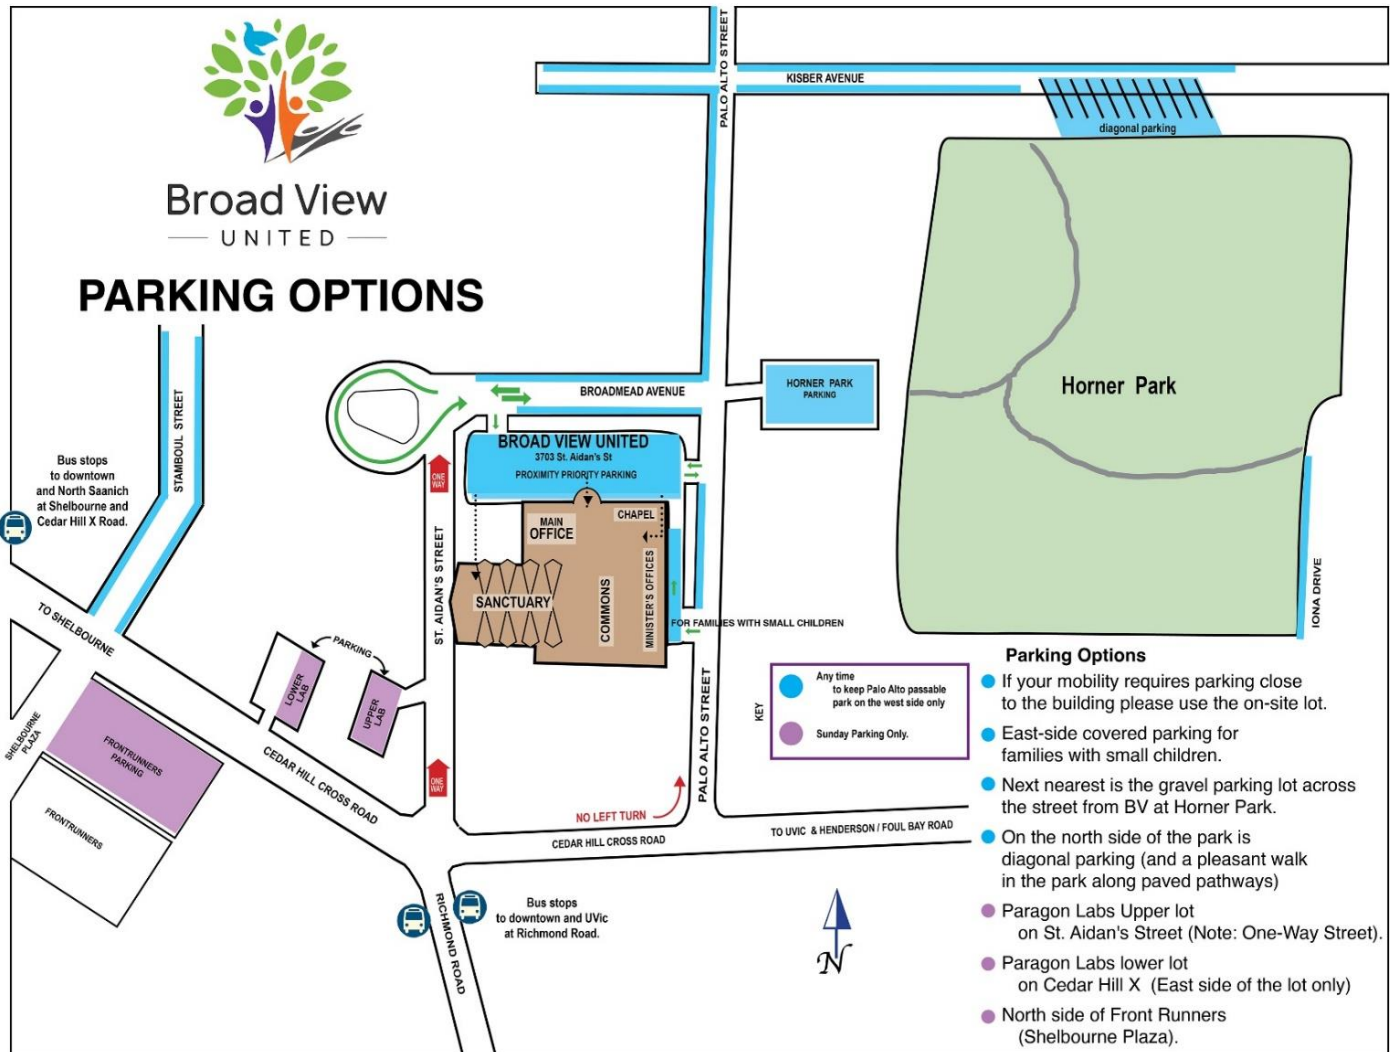 Broad View
UNITED
PARKING OPTIONS
PALO ALTO STREET
KISBER AVENUE
diagonal parking
Horner Park
HORNER PARK
PARKING
BROADMEAD AVENUE
STAMBOUL STREET
Bus stops
to downtown
and North Saanich
at Shelbourne and
Cedar Hill X Road.
BROAD VIEW UNITED
3703 St. Aidan's St
PROXIMITY PRIORITY PARKING
ONE
WAY
MAIN
OFFICE
CHAPEL
SANCTUARY
COMMONS
MINISTER'S OFFICES
FOR FAMILIES WITH SMALL CHILDREN
ST. AIDAN'S STREET
IONA DRIVE
TO SHELBOURNE
PARKING
LOWER
LAB
UPPER
LAB
SHELBOURNE
PLAZA
FRONTRUNNERS
PARKING
FRONTRUNNERS
CEDAR HILL CROSS ROAD
ONE
WAY
PALO ALTO STREET
NO LEFT TURN
CEDAR HILL CROSS ROAD
TO UVIC & HENDERSON / FOUL BAY ROAD
RICHMOND ROAD
Bus stops
to downtown and UVic
at Richmond Road.
N
KEY
Any time
to keep Palo Alto passable
park on the west side only
Sunday Parking Only.
Parking Options
If your mobility requires parking close
to the building please use the on-site lot.
East-side covered parking for
families with small children.
Next nearest is the gravel parking lot across
the street from BV at Horner Park.
On the north side of the park is
diagonal parking (and a pleasant walk
in the park along paved pathways)
Paragon Labs Upper lot
on St. Aidan's Street (Note: One-Way Street).
Paragon Labs lower lot
on Cedar Hill X (East side of the lot only)
North side of Front Runners
(Shelbourne Plaza).